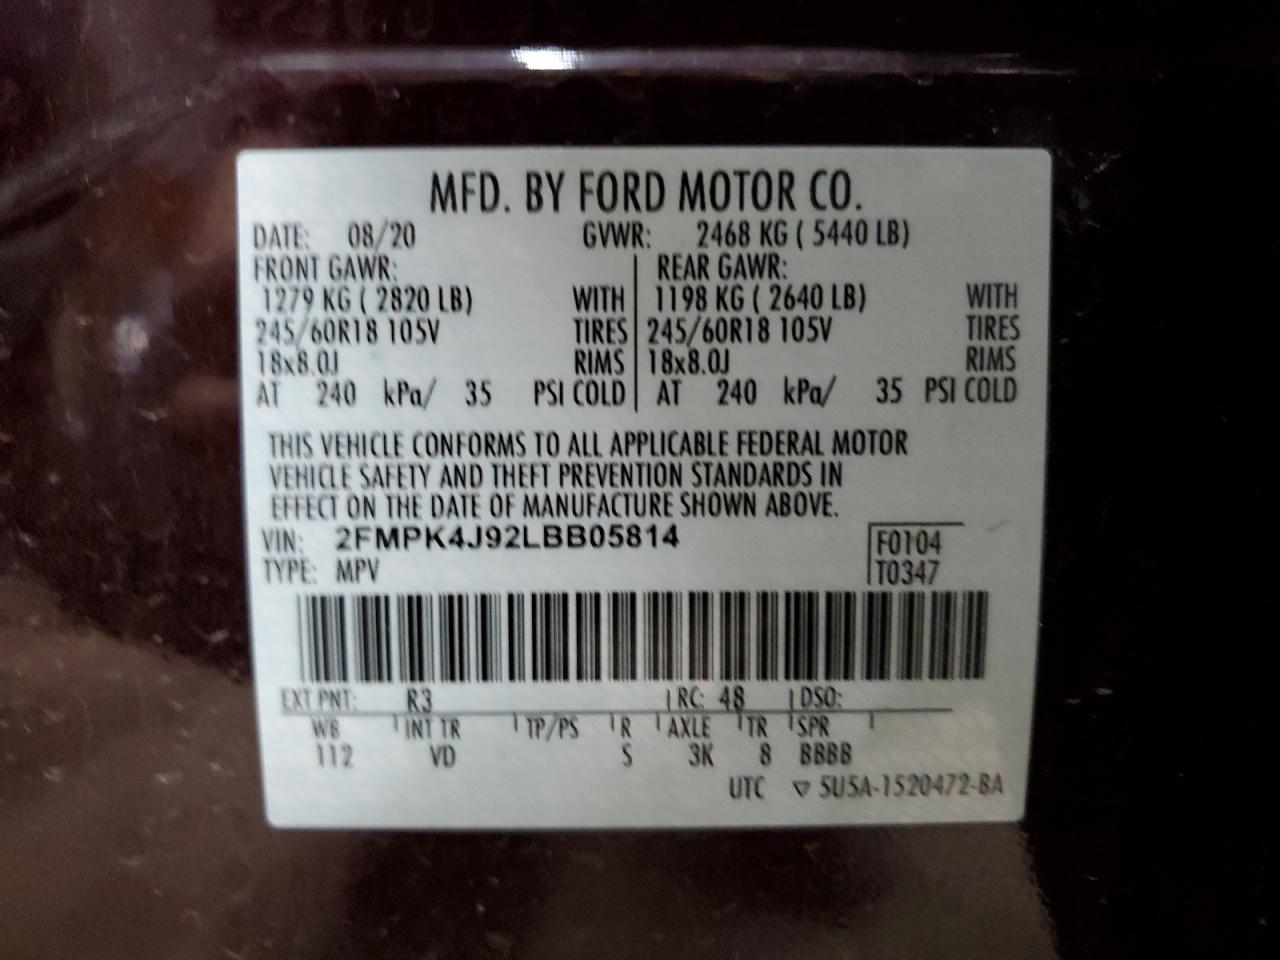 MFD. BY FORD MOTOR CO.
DATE: 08/20 GVWR: 2468 KG ( 5440 LB)
FRONT GAWR: REAR GAWR:
1279 KG ( 2820 LB) WITH 1198 KG ( 2640 LB) WITH
245/60R18 105V TIRES 245/60R18 105V TIRES
18x8.0J RIMS 18x8.0J RIMS
AT 240 kPa/ 35 PSI COLD AT 240 kPa/ 35 PSI COLD
THIS VEHICLE CONFORMS TO ALL APPLICABLE FEDERAL MOTOR
VEHICLE SAFETY AND THEFT PREVENTION STANDARDS IN
EFFECT ON THE DATE OF MANUFACTURE SHOWN ABOVE.
VIN: 2FMPK4J92LBB05814 F0104
TYPE: MPV T0347
EXT PNT: R3 RC: 48 DSO:
WB INT TR TP/PS R AXLE TR SPR
112 VD S 3K 8 BBBB
UTC ▽ 5U5A-1520472-BA